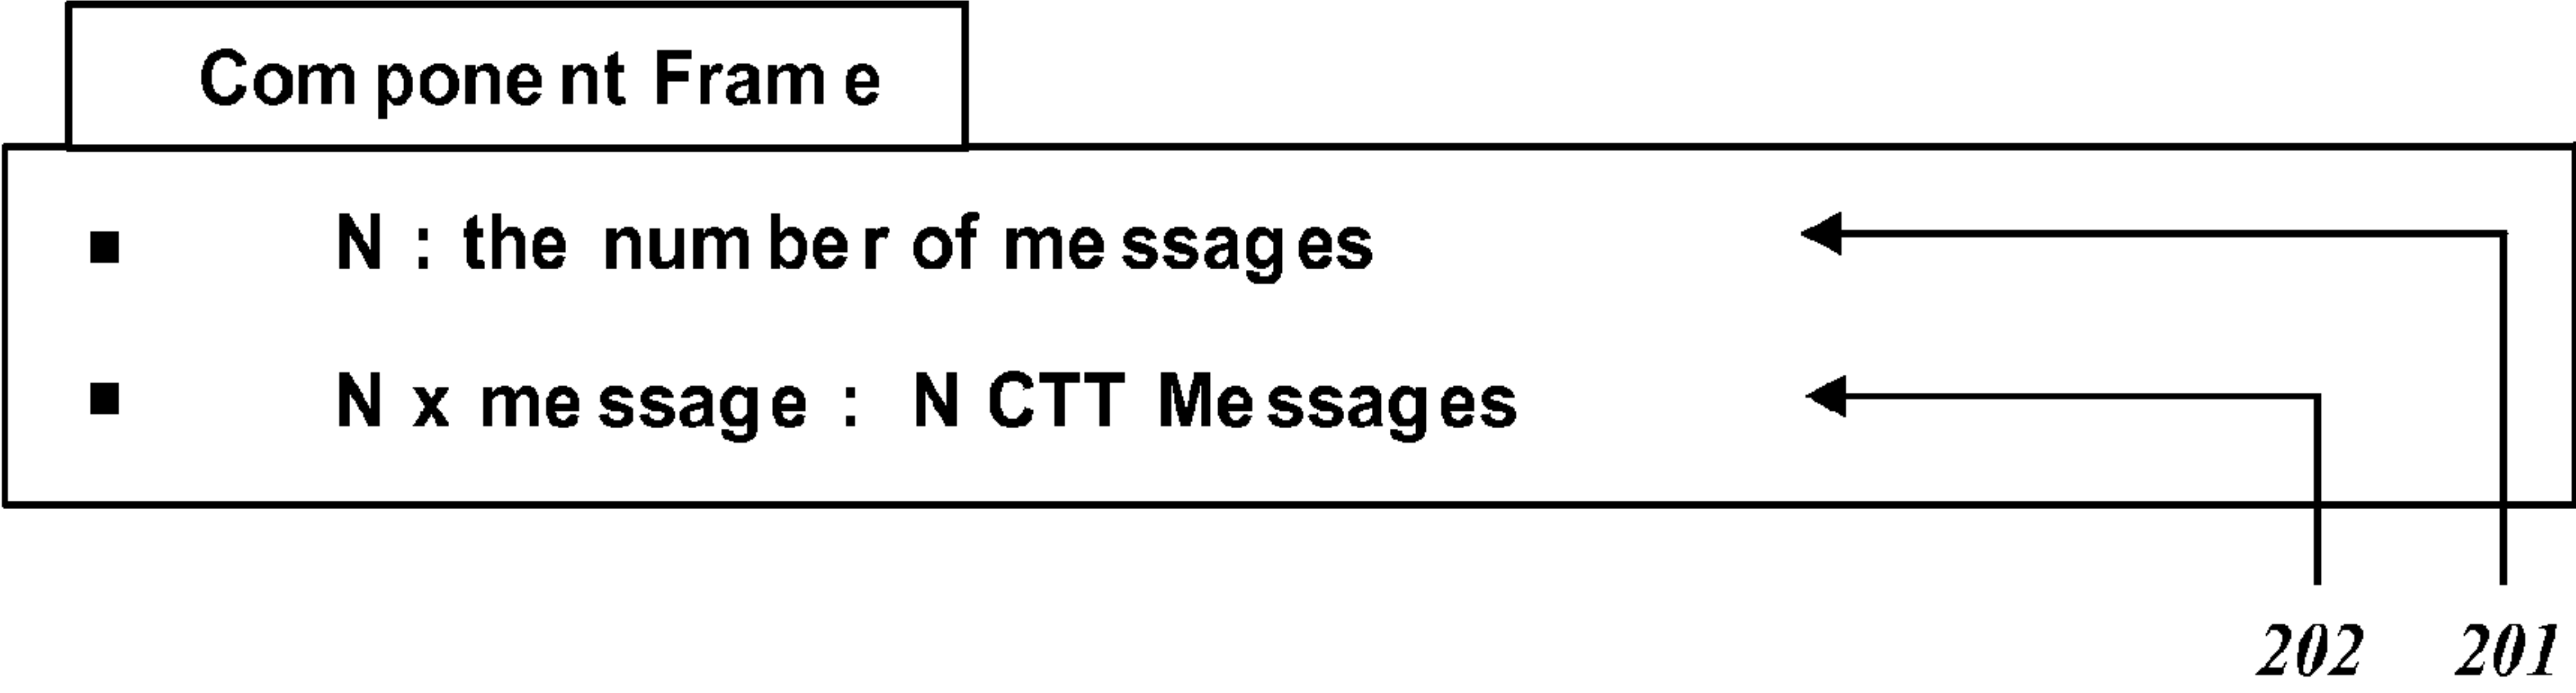 Component Frame
▪ N : the number of messages
▪ N x message : N CTT Messages
202 201